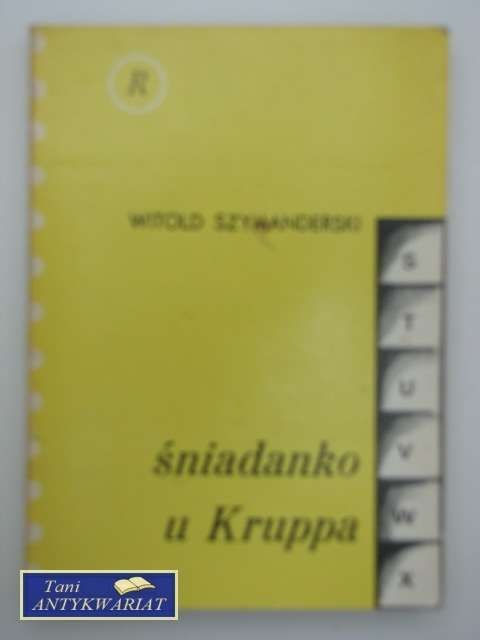 R
WITOLD SZYMANDERSKI
S
T
U
V
W
X
śniadanko
u Kruppa
Tani
ANTYKWARIAT